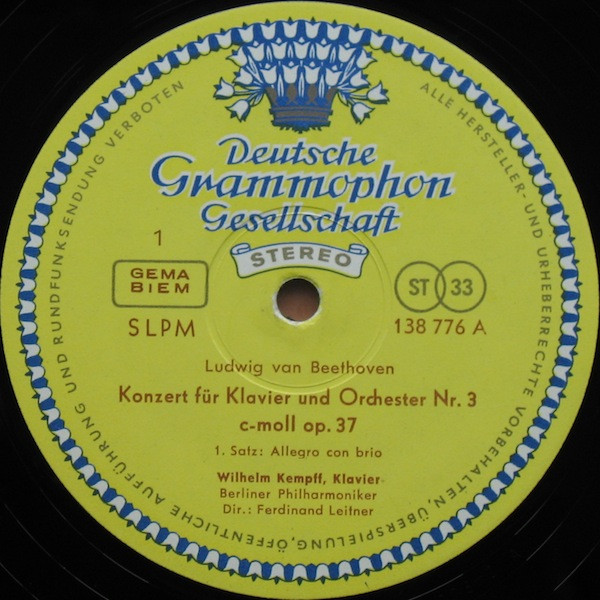 Deutsche
Grammophon
Gesellschaft
STEREO
1
GEMA
BIEM
SLPM
ST 33
138 776 A
Ludwig van Beethoven
Konzert für Klavier und Orchester Nr. 3
c-moll op. 37
1. Satz: Allegro con brio
Wilhelm Kempff, Klavier
Berliner Philharmoniker
Dir.: Ferdinand Leitner
ALLE HERSTELLER- UND URHEBERRECHTE VORBEHALTEN, ÜBERSPIELUNG, ÖFFENTLICHE AUFFÜHRUNG UND RUNDFUNKSENDUNG VERBOTEN